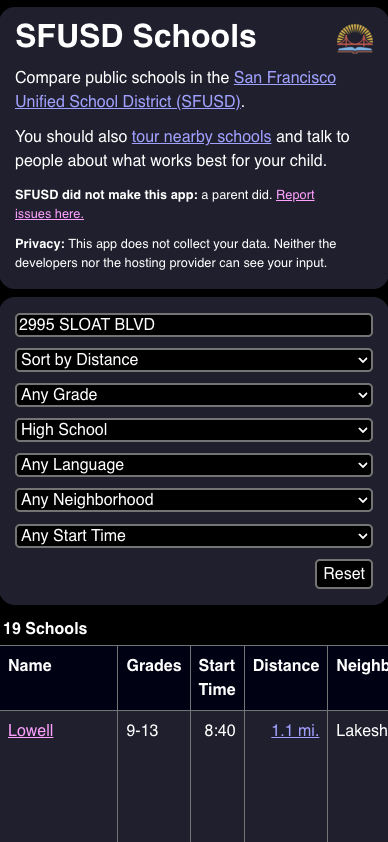 SFUSD Schools
Compare public schools in the San Francisco
Unified School District (SFUSD).
You should also tour nearby schools and talk to
people about what works best for your child.
SFUSD did not make this app: a parent did. Report
issues here.
Privacy: This app does not collect your data. Neither the
developers nor the hosting provider can see your input.
2995 SLOAT BLVD
Sort by Distance
Any Grade
High School
Any Language
Any Neighborhood
Any Start Time
Reset
19 Schools
Name Grades Start Time Distance Neighb
Lowell 9-13 8:40 1.1 mi. Lakesh